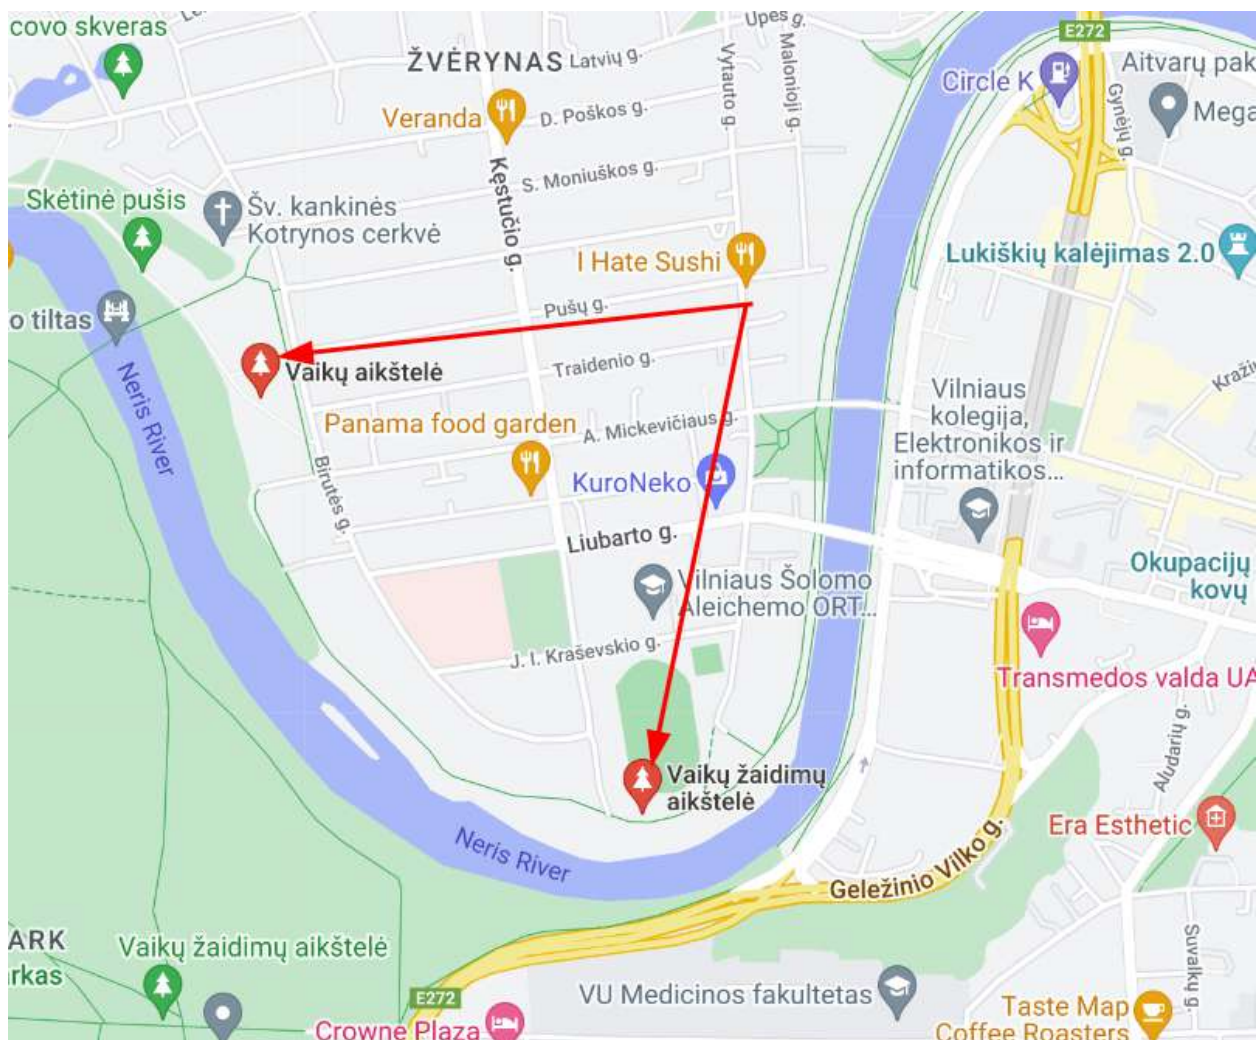 covo skveras
Upės g.
E272
ŽVĖRYNAS
Latvių g.
Vytauto g.
Malonioji g.
Circle K
Aitvarų pak
Gynėjų g.
Mega
Veranda
D. Poškos g.
Kęstučio g.
S. Moniuškos g.
Skėtinė pušis
Šv. kankinės
Kotrynos cerkvė
I Hate Sushi
Lukiškių kalėjimas 2.0
o tiltas
Pušų g.
Vaikų aikštelė
Traidenio g.
Neris River
Vilniaus
kolegija,
Elektronikos ir
informatikos...
Panama food garden
A. Mickevičiaus g.
Birutės g.
KuroNeko
Liubarto g.
Vilniaus Šolomo
Aleichemo ORT...
Okupacijų
kovų
J. I. Kraševskio g.
Transmedos valda UA
Aludarių g.
Vaikų žaidimų
aikštelė
Era Esthetic
Neris River
Geležinio Vilko g.
ARK
rkas
Vaikų žaidimų aikštelė
E272
Suvalkų g.
VU Medicinos fakultetas
Crowne Plaza
Taste Map
Coffee Roasters